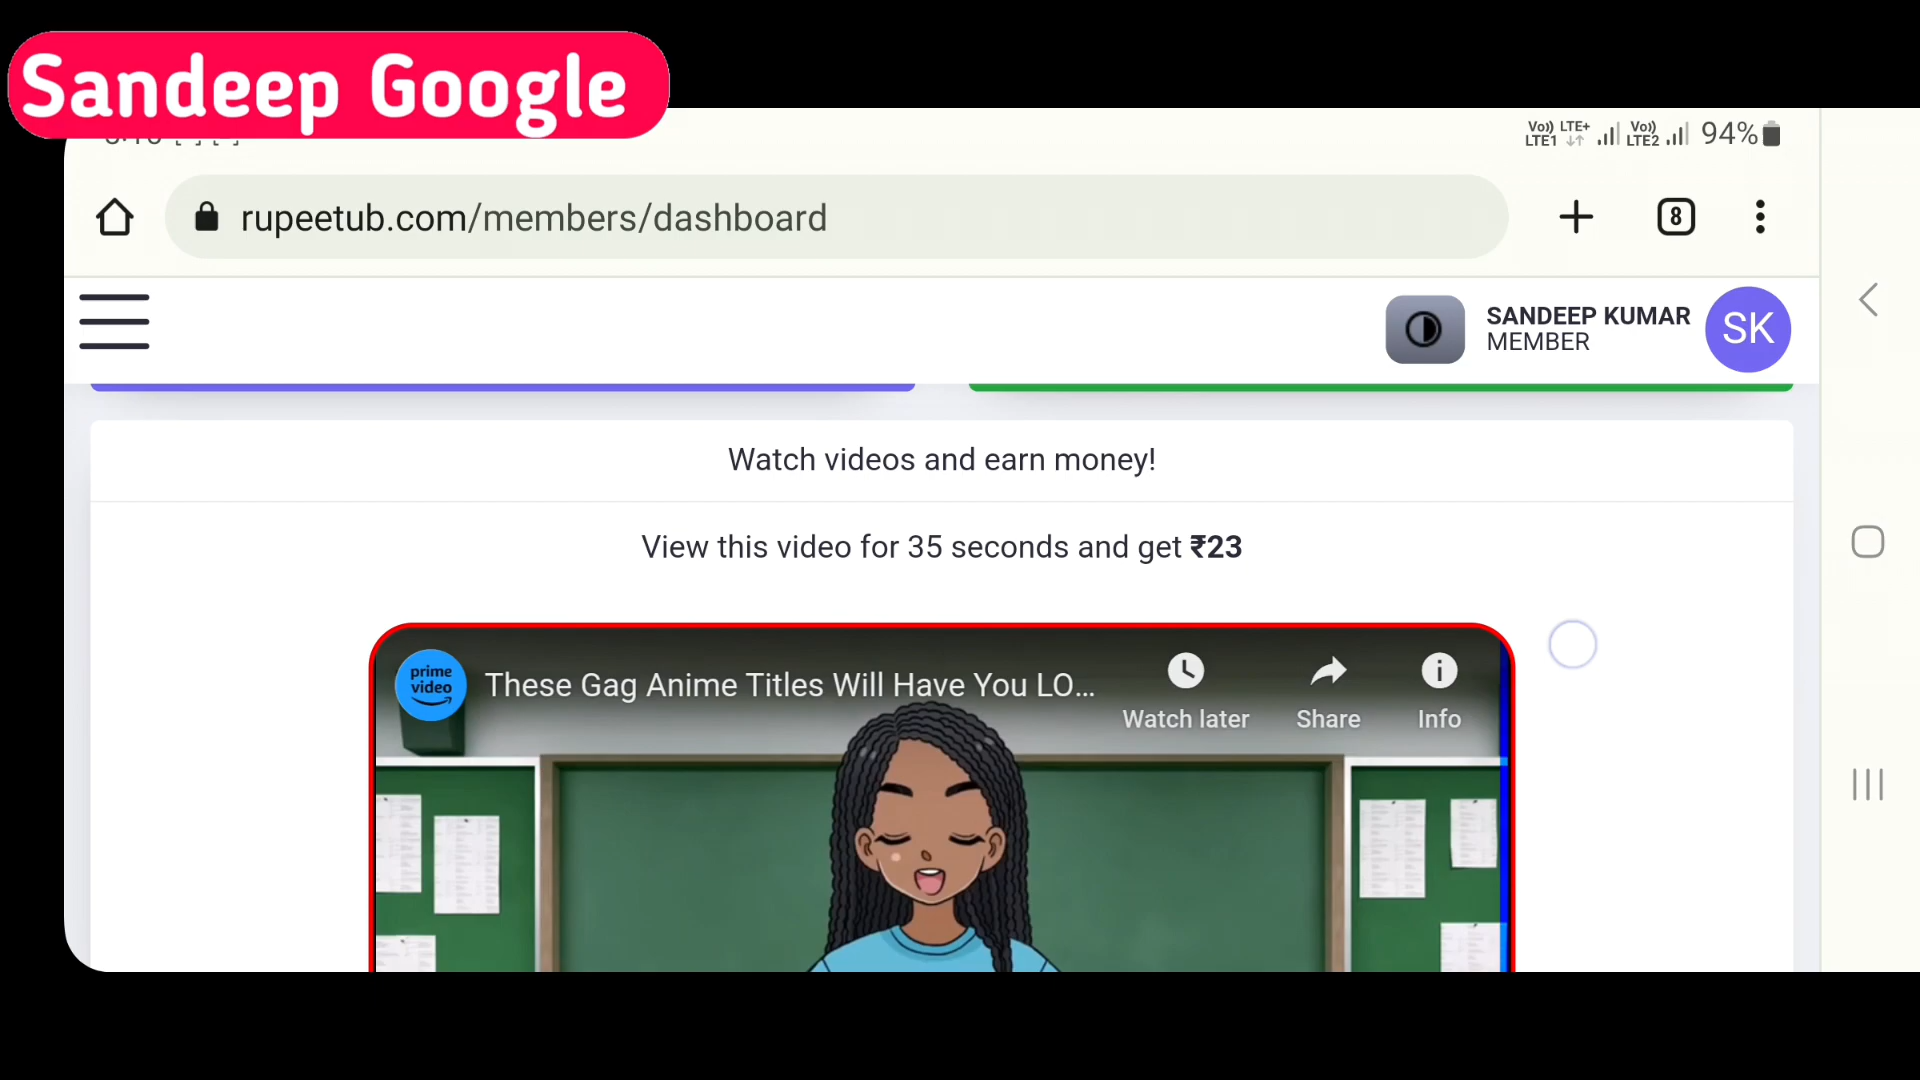 Sandeep Google
Vo)) LTE1 LTE+ Vo)) LTE2 94%
rupeetub.com/members/dashboard
8
SANDEEP KUMAR
MEMBER
SK
Watch videos and earn money!
View this video for 35 seconds and get ₹23
prime video
These Gag Anime Titles Will Have You LO...
Watch later
Share
Info